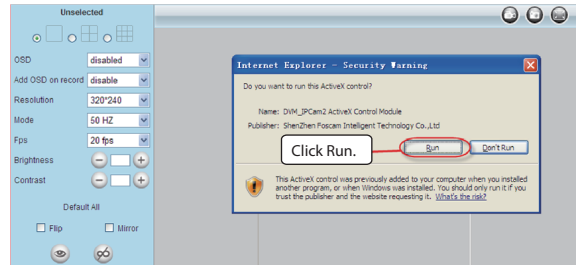 Unselected
OSD disabled
Add OSD on record disable
Resolution 320*240
Mode 50 HZ
Fps 20 fps
Brightness
Contrast
Default All
Flip Mirror
Internet Explorer - Security Warning
Do you want to run this ActiveX control?
Name: DVM_IPCam2 ActiveX Control Module
Publisher: ShenZhen Foscam Intelligent Technology Co.,Ltd
Click Run.
Run Don't Run
This ActiveX control was previously added to your computer when you installed
another program, or when Windows was installed. You should only run it if you
trust the publisher and the website requesting it. What's the risk?